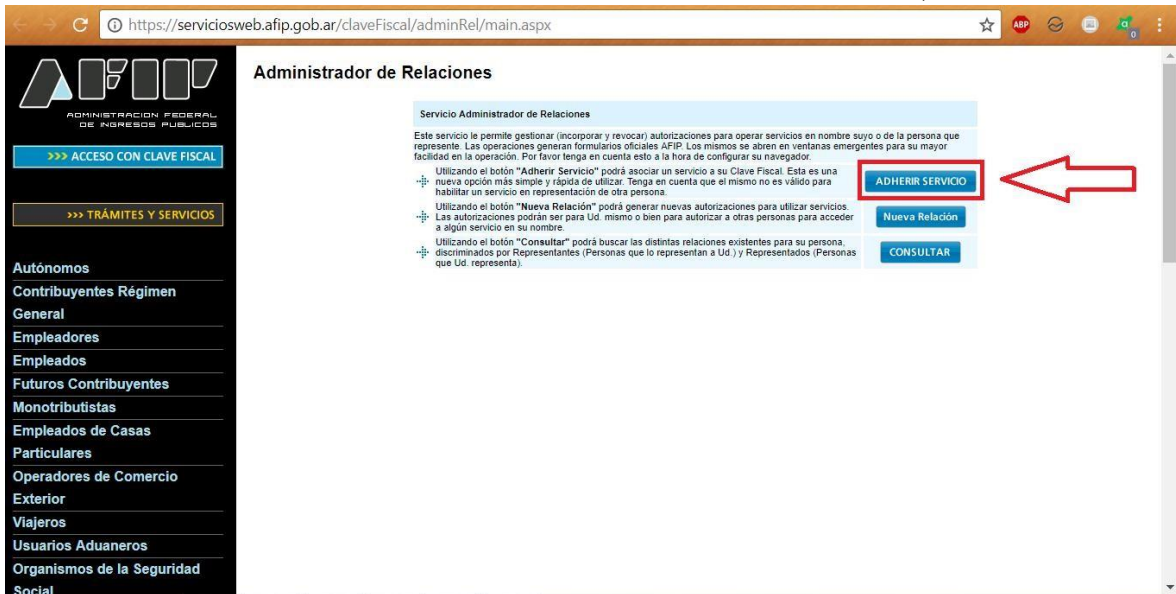 https://serviciosweb.afip.gob.ar/claveFiscal/adminRel/main.aspx
ABP
a
0
AFIP
ADMINISTRACION FEDERAL
DE INGRESOS PUBLICOS
>>> ACCESO CON CLAVE FISCAL
>>> TRÁMITES Y SERVICIOS
Autónomos
Contribuyentes Régimen
General
Empleadores
Empleados
Futuros Contribuyentes
Monotributistas
Empleados de Casas
Particulares
Operadores de Comercio
Exterior
Viajeros
Usuarios Aduaneros
Organismos de la Seguridad
Social
Administrador de Relaciones
Servicio Administrador de Relaciones
Este servicio le permite gestionar (incorporar y revocar) autorizaciones para operar servicios en nombre suyo o de la persona que
represente. Las operaciones generan formularios oficiales AFIP. Los mismos se abren en ventanas emergentes para su mayor
facilidad en la operación. Por favor tenga en cuenta esto a la hora de configurar su navegador.
Utilizando el botón "Adherir Servicio" podrá asociar un servicio a su Clave Fiscal. Esta es una
nueva opción más simple y rápida de utilizar. Tenga en cuenta que el mismo no es válido para
habilitar un servicio en representación de otra persona.
ADHERIR SERVICIO
Utilizando el botón "Nueva Relación" podrá generar nuevas autorizaciones para utilizar servicios.
Las autorizaciones podrán ser para Ud. mismo o bien para autorizar a otras personas para acceder
a algún servicio en su nombre.
Nueva Relación
Utilizando el botón "Consultar" podrá buscar las distintas relaciones existentes para su persona,
discriminados por Representantes (Personas que lo representan a Ud.) y Representados (Personas
que Ud. representa).
CONSULTAR